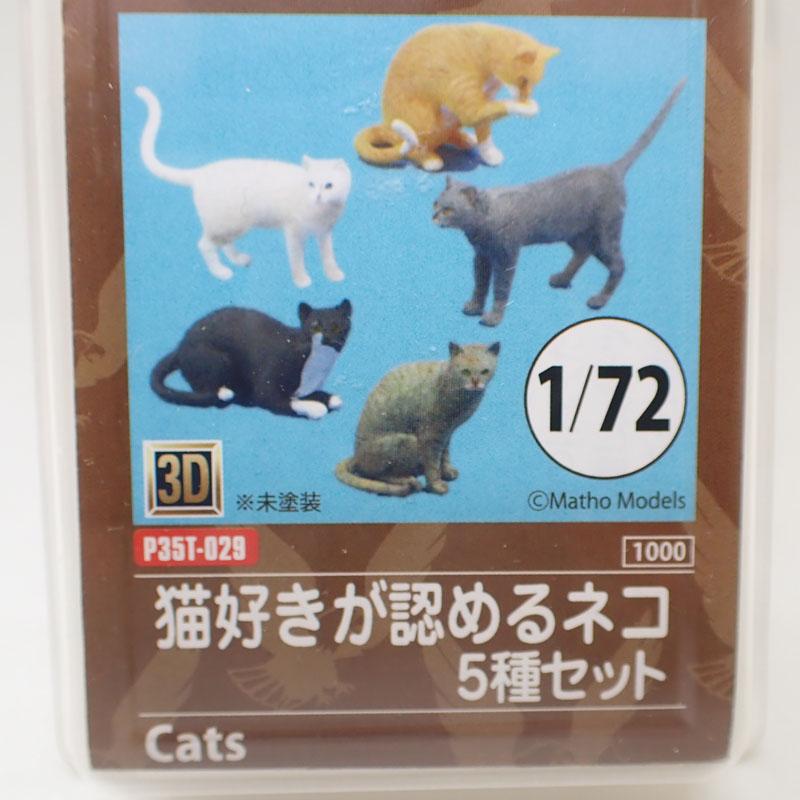 1/72
3D
※未塗装
©Matho Models
P35T-029
1000
猫好きが認めるネコ
5種セット
Cats